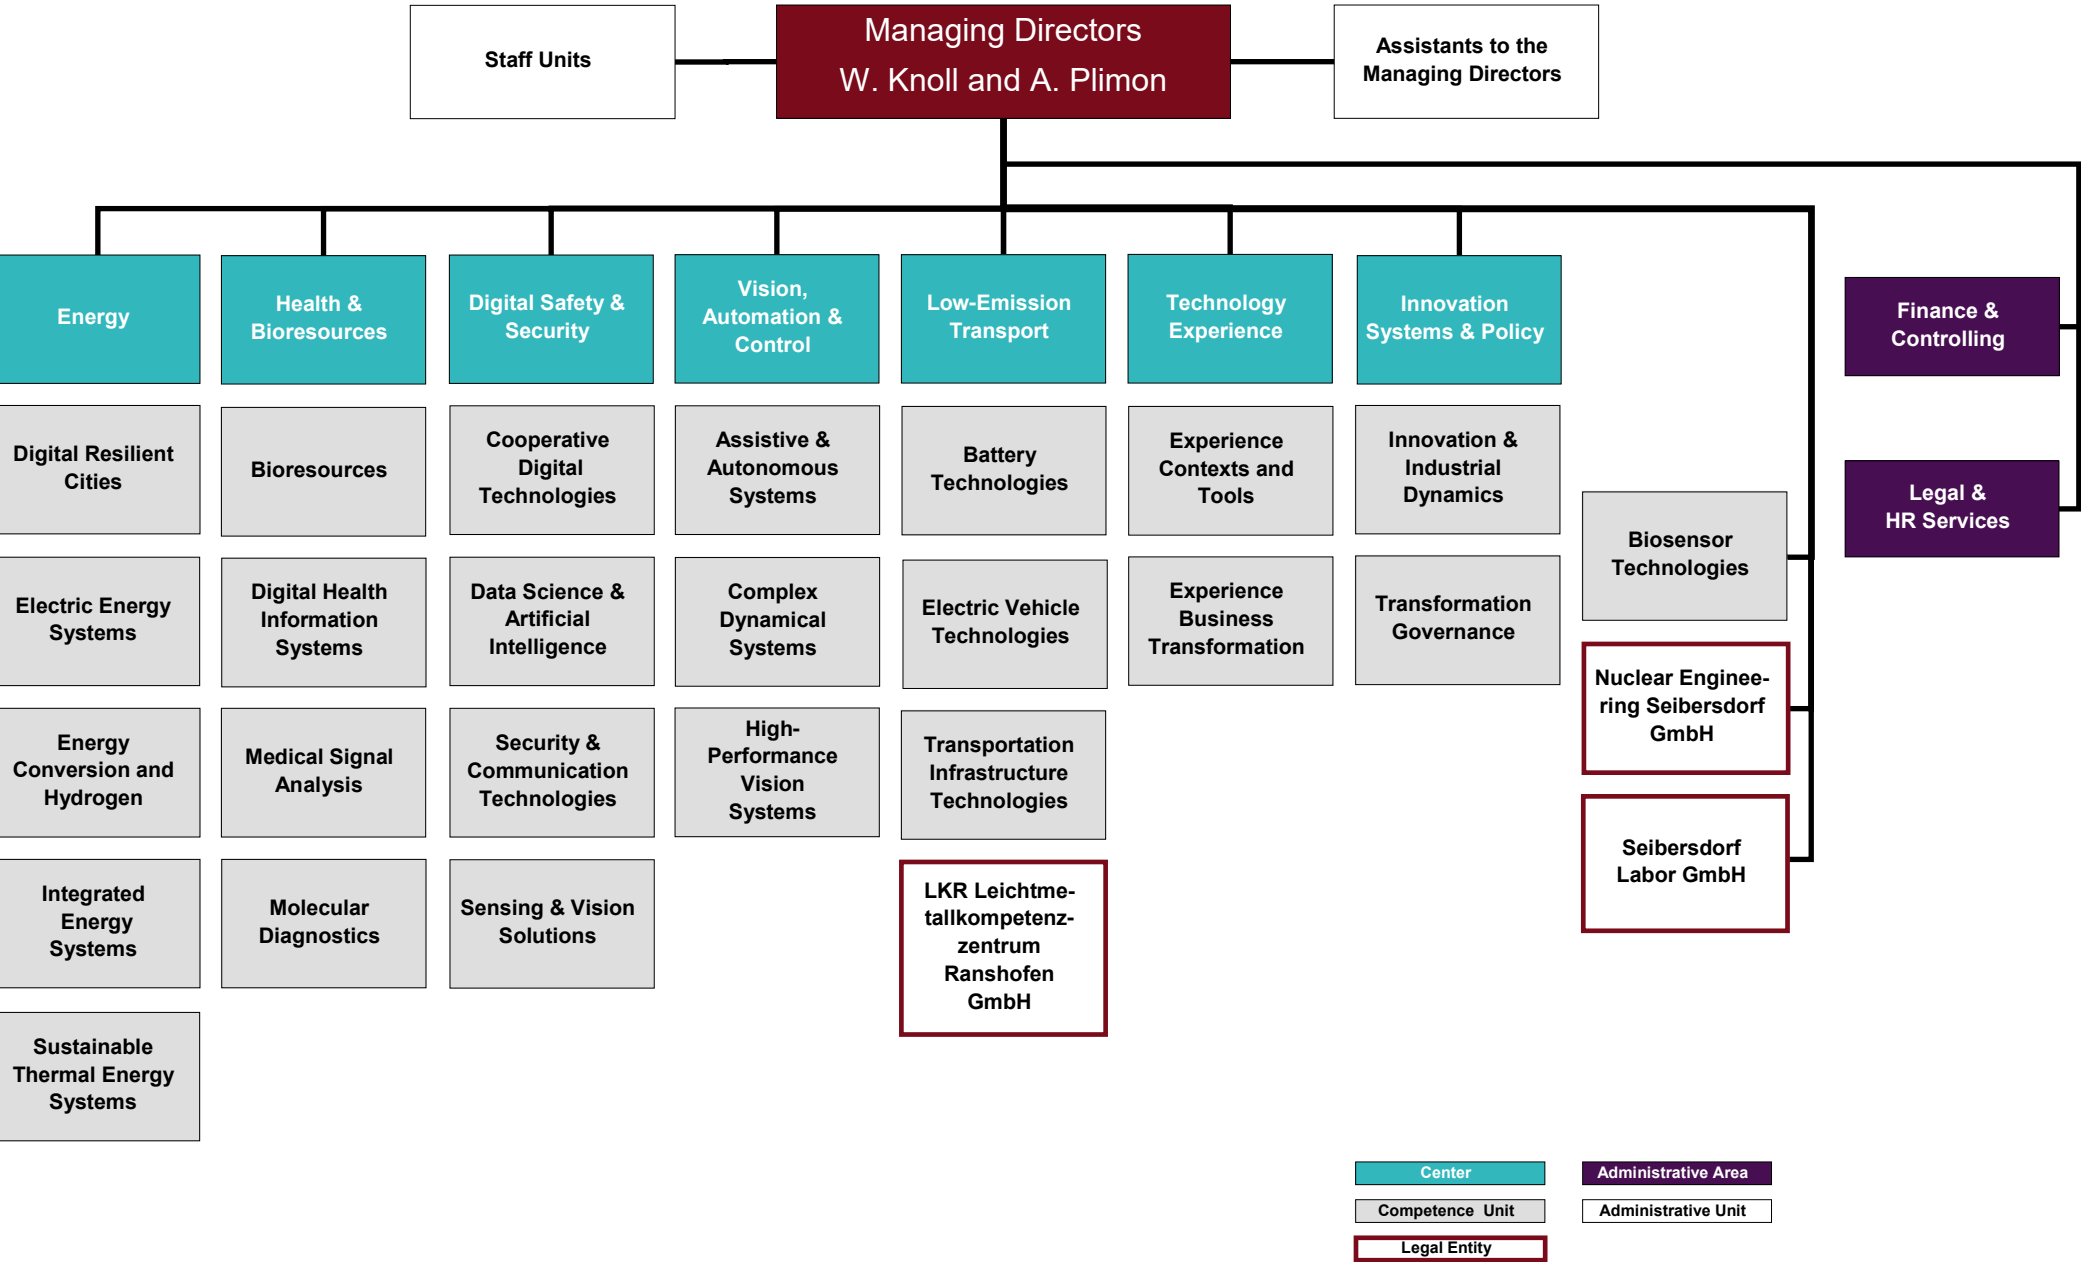 Staff Units
Managing Directors
W. Knoll and A. Plimon
Assistants to the
Managing Directors
Energy
Health &
Bioresources
Digital Safety &
Security
Vision,
Automation &
Control
Low-Emission
Transport
Technology
Experience
Innovation
Systems & Policy
Finance &
Controlling
Legal &
HR Services
Digital Resilient
Cities
Electric Energy
Systems
Energy
Conversion and
Hydrogen
Integrated
Energy
Systems
Sustainable
Thermal Energy
Systems
Bioresources
Digital Health
Information
Systems
Medical Signal
Analysis
Molecular
Diagnostics
Cooperative
Digital
Technologies
Data Science &
Artificial
Intelligence
Security &
Communication
Technologies
Sensing & Vision
Solutions
Assistive &
Autonomous
Systems
Complex
Dynamical
Systems
High-
Performance
Vision
Systems
Battery
Technologies
Electric Vehicle
Technologies
Transportation
Infrastructure
Technologies
LKR Leichtme-
tallkompetenz-
zentrum
Ranshofen
GmbH
Experience
Contexts and
Tools
Experience
Business
Transformation
Innovation &
Industrial
Dynamics
Transformation
Governance
Biosensor
Technologies
Nuclear Enginee-
ring Seibersdorf
GmbH
Seibersdorf
Labor GmbH
Center
Administrative Area
Competence Unit
Administrative Unit
Legal Entity